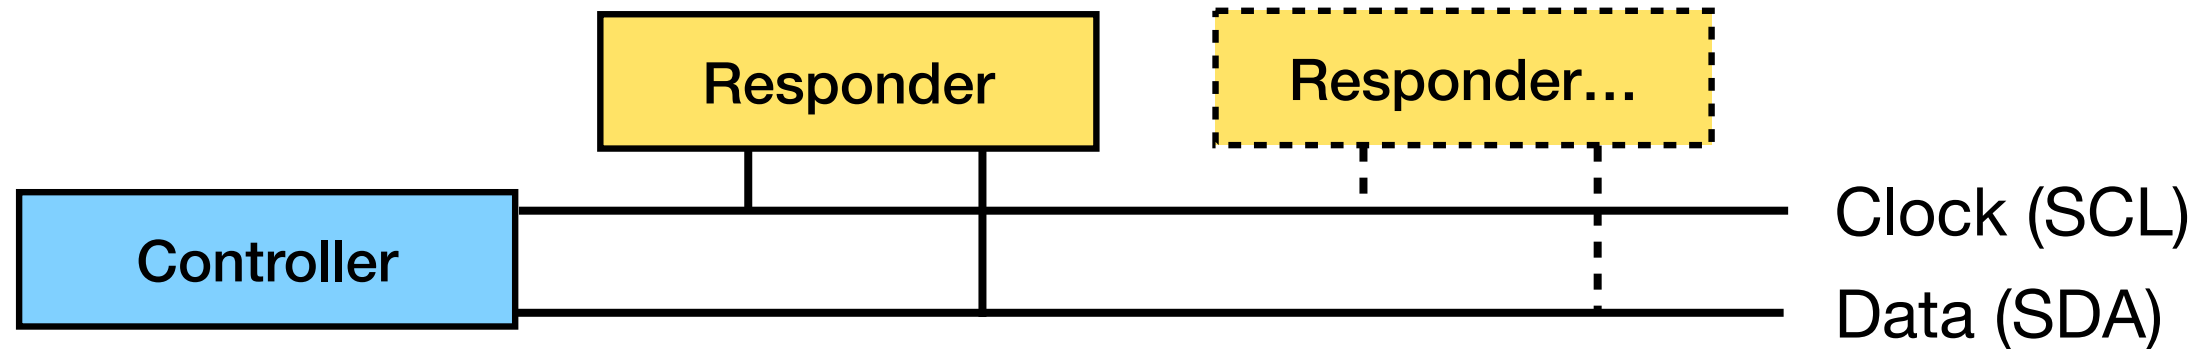 Responder
Responder…
Controller
Clock (SCL)
Data (SDA)